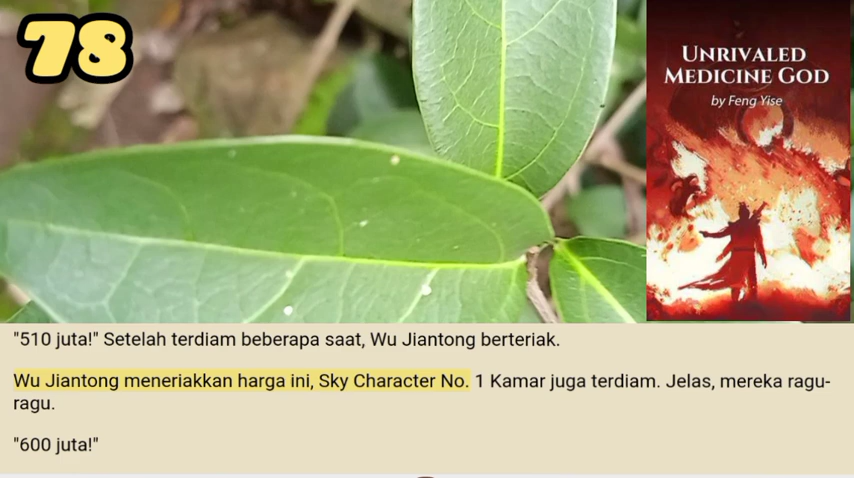 78
UNRIVALED
MEDICINE GOD
by Feng Yise
"510 juta!" Setelah terdiam beberapa saat, Wu Jiantong berteriak.
Wu Jiantong meneriakkan harga ini, Sky Character No. 1 Kamar juga terdiam. Jelas, mereka ragu-
ragu.
"600 juta!"